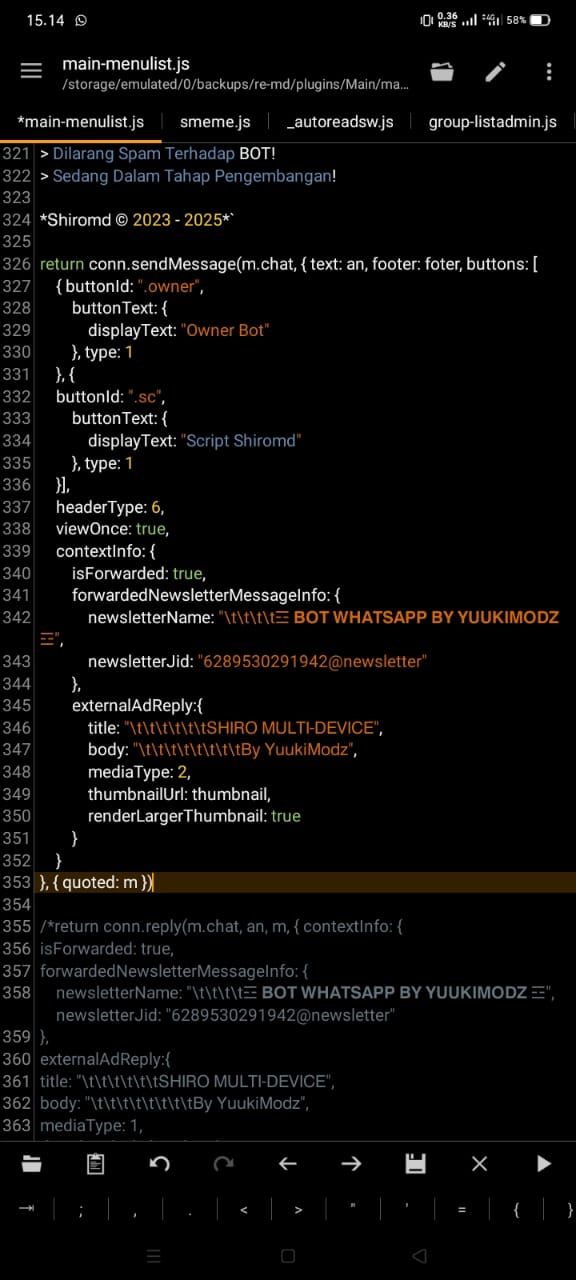 15.14 0.36 KB/S 4G 58%
main-menulist.js
/storage/emulated/0/backups/re-md/plugins/Main/ma...
*main-menulist.js smeme.js _autoreadsw.js group-listadmin.js
321 > Dilarang Spam Terhadap BOT!
322 > Sedang Dalam Tahap Pengembangan!
323
324 *Shiromd © 2023 - 2025*`
325
326 return conn.sendMessage(m.chat, { text: an, footer: foter, buttons: [
327 { buttonId: ".owner",
328 buttonText: {
329 displayText: "Owner Bot"
330 }, type: 1
331 }, {
332 buttonId: ".sc",
333 buttonText: {
334 displayText: "Script Shiromd"
335 }, type: 1
336 }],
337 headerType: 6,
338 viewOnce: true,
339 contextInfo: {
340 isForwarded: true,
341 forwardedNewsletterMessageInfo: {
342 newsletterName: "\t\t\t\t☲ BOT WHATSAPP BY YUUKIMODZ
☲",
343 newsletterJid: "6289530291942@newsletter"
344 },
345 externalAdReply:{
346 title: "\t\t\t\t\t\tSHIRO MULTI-DEVICE",
347 body: "\t\t\t\t\t\t\t\tBy YuukiModz",
348 mediaType: 2,
349 thumbnailUrl: thumbnail,
350 renderLargerThumbnail: true
351 }
352 }
353 }, { quoted: m })
354
355 /*return conn.reply(m.chat, an, m, { contextInfo: {
356 isForwarded: true,
357 forwardedNewsletterMessageInfo: {
358 newsletterName: "\t\t\t\t☲ BOT WHATSAPP BY YUUKIMODZ ☲",
newsletterJid: "6289530291942@newsletter"
359 },
360 externalAdReply:{
361 title: "\t\t\t\t\t\tSHIRO MULTI-DEVICE",
362 body: "\t\t\t\t\t\t\t\tBy YuukiModz",
363 mediaType: 1,
; , . < > " ' = { }